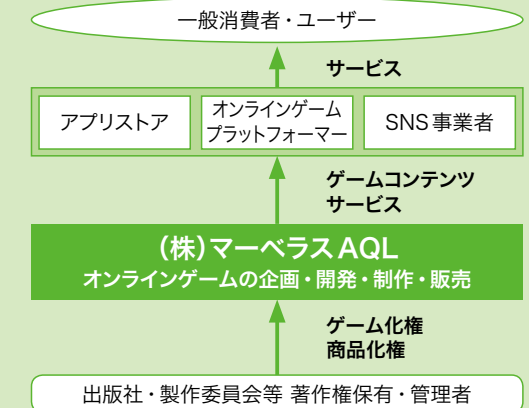 一般消費者・ユーザー
サービス
アプリストア
オンラインゲーム
プラットフォーマー
SNS事業者
ゲームコンテンツ
サービス
(株)マーベラスAQL
オンラインゲームの企画・開発・制作・販売
ゲーム化権
商品化権
出版社・製作委員会等 著作権保有・管理者